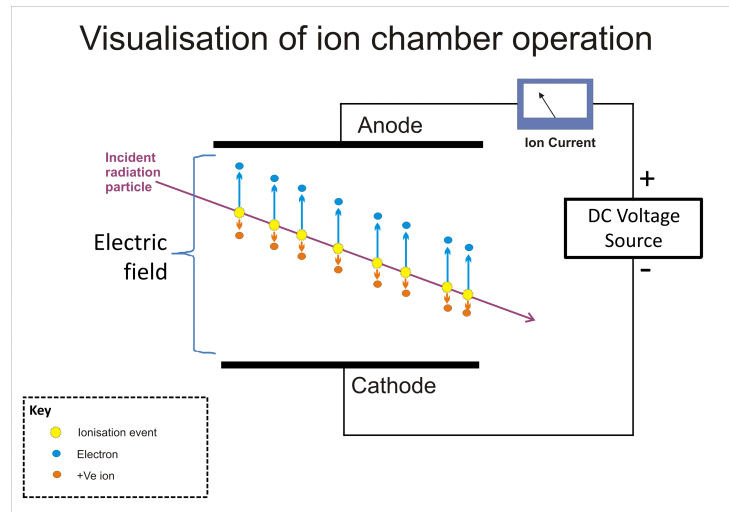 Visualisation of ion chamber operation
Anode
Ion Current
Incident
radiation
particle
+
DC Voltage
Source
–
Electric
field
Cathode
Key
Ionisation event
Electron
+Ve ion